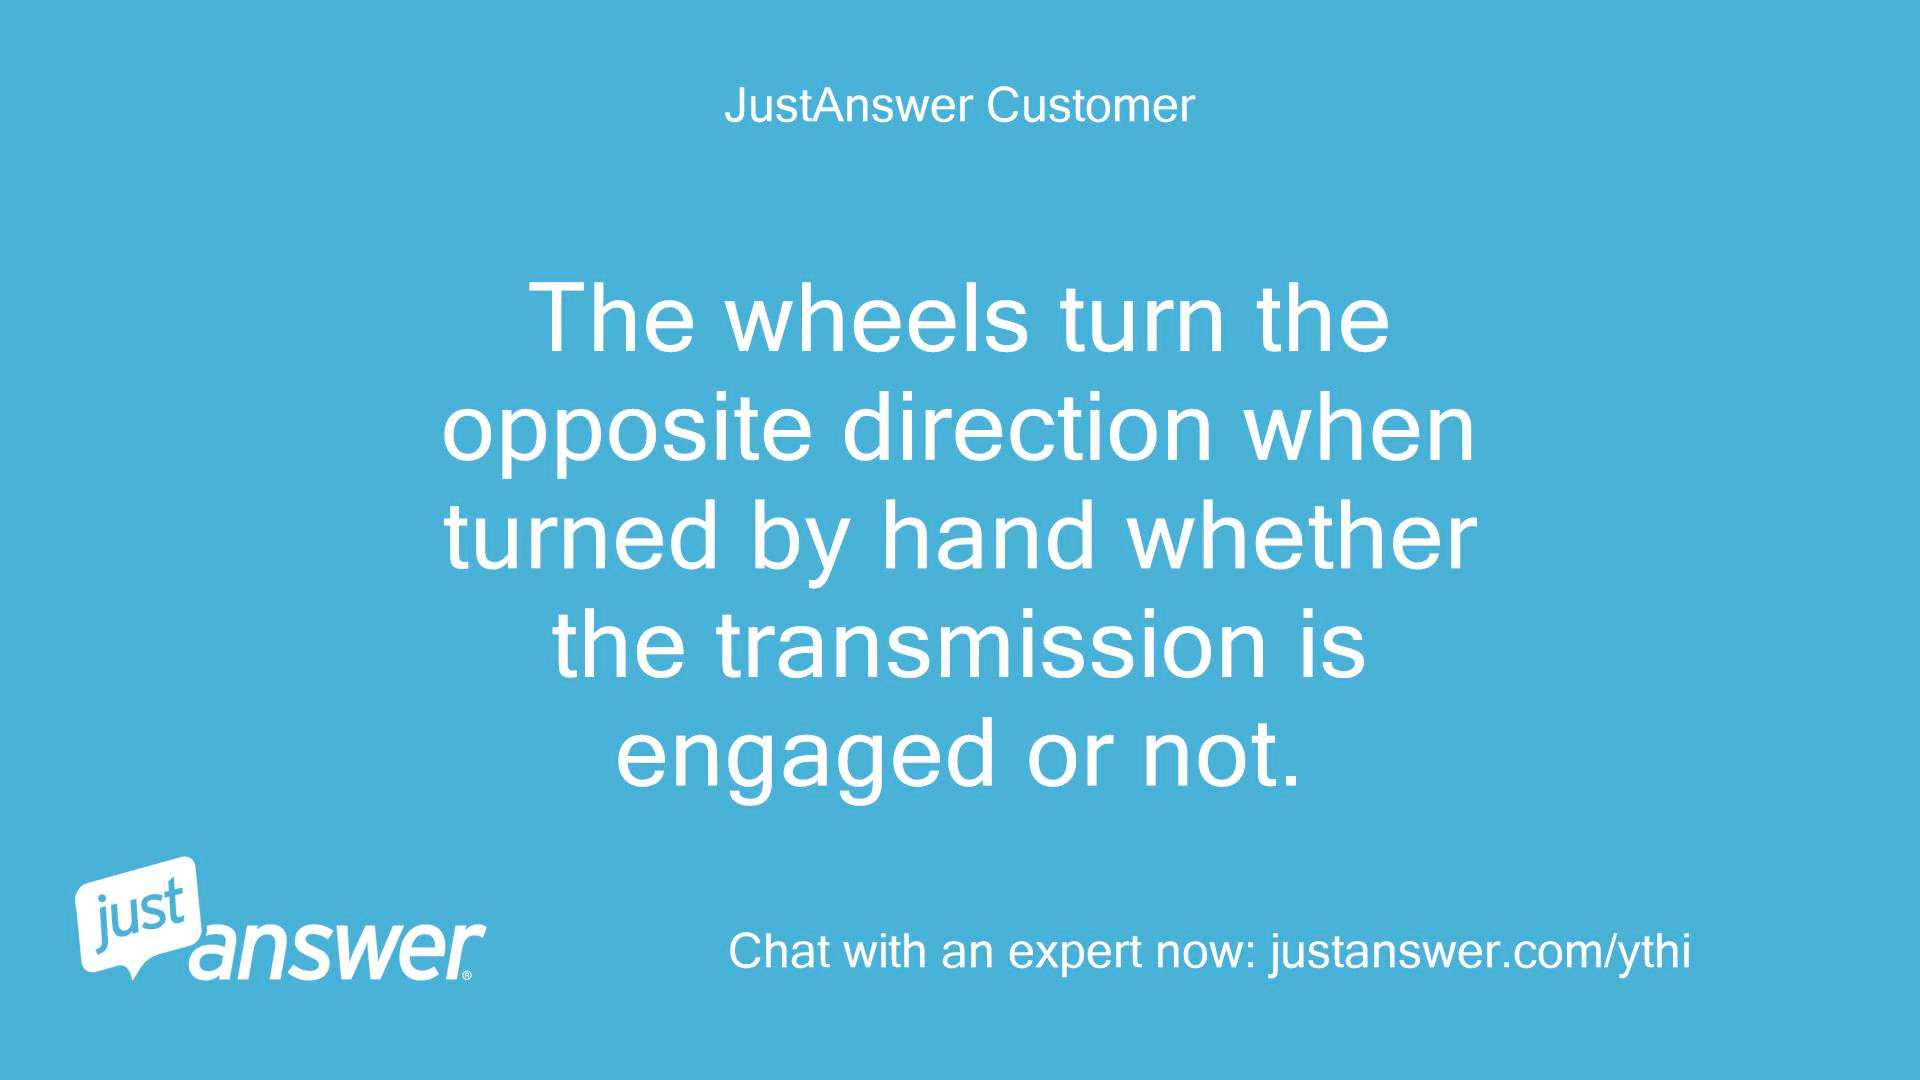 JustAnswer Customer
The wheels turn the
opposite direction when
turned by hand whether
the transmission is
engaged or not.
just
answer®
Chat with an expert now: justanswer.com/ythi